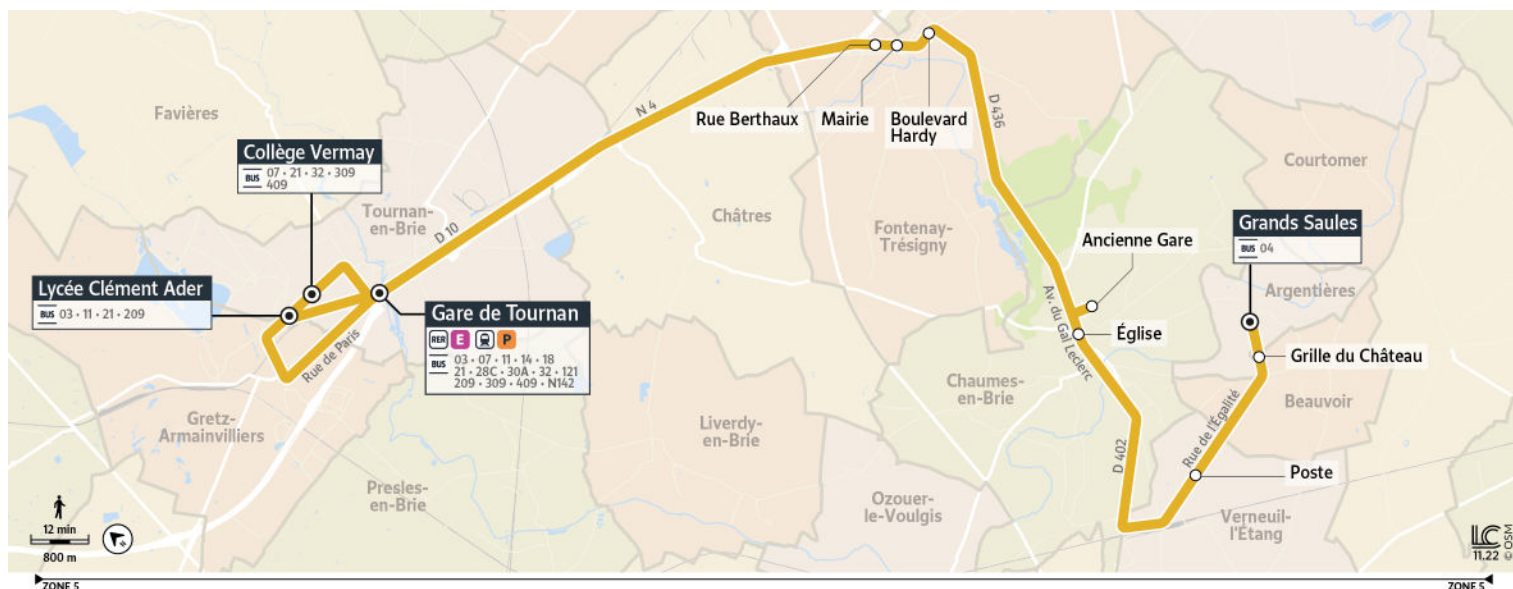 Favières
Collège Vermay
BUS 07 • 21 • 32 • 309
409
Tournan-
en-Brie
D 10
N 4
Rue Berthaux
Mairie
Boulevard
Hardy
D 436
Courtomer
Châtres
Fontenay-
Trésigny
Ancienne Gare
Grands Saules
BUS 04
Lycée Clément Ader
BUS 03 • 11 • 21 • 209
Gare de Tournan
RER E P
BUS 03 • 07 • 11 • 14 • 18
21 • 28C • 30A • 32 • 121
209 • 309 • 409 • N142
Rue de Paris
Argentières
Av. du Gal Leclerc
Église
Grille du Château
Chaumes-
en-Brie
Beauvoir
Gretz-
Armainvilliers
Liverdy-
en-Brie
D 402
Rue de l'Égalité
Poste
Presles-
en-Brie
Ozouer-
le-Voulgis
Verneuil-
l'Étang
12 min
800 m
LC
11.22
© OSM
ZONE 5
ZONE 5